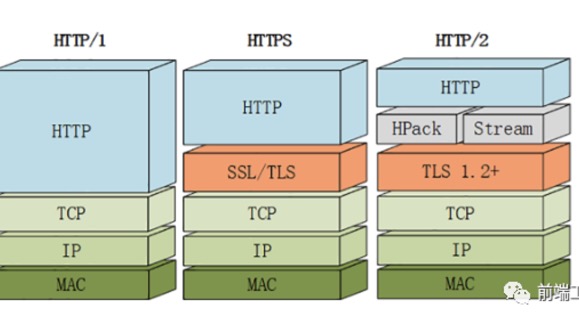 HTTP/1
HTTPS
HTTP/2
HTTP
TCP
IP
MAC
HTTP
SSL/TLS
TCP
IP
MAC
HTTP
HPack
Stream
TLS 1.2+
TCP
IP
MAC
前端